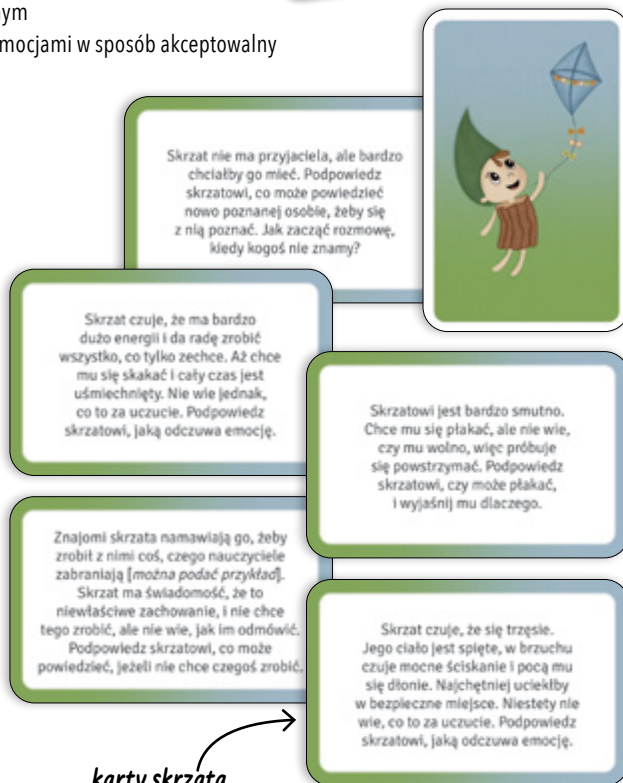 nym
mocjami w sposób akceptowalny
Skrzat nie ma przyjaciela, ale bardzo
chciałby go mieć. Podpowiedz
skrzatowi, co może powiedzieć
nowo poznanej osobie, żeby się
z nią poznać. Jak zacząć rozmowę,
kiedy kogoś nie znamy?
Skrzat czuje, że ma bardzo
dużo energii i da radę zrobić
wszystko, co tylko zechce. Aż chce
mu się skakać i cały czas jest
uśmiechnięty. Nie wie jednak,
co to za uczucie. Podpowiedz
skrzatowi, jaką odczuwa emocję.
Skrzatowi jest bardzo smutno.
Chce mu się płakać, ale nie wie,
czy mu wolno, więc próbuje
się powstrzymać. Podpowiedz
skrzatowi, czy może płakać,
i wyjaśnij mu dlaczego.
Znajomi skrzata namawiają go, żeby
zrobił z nimi coś, czego nauczyciele
zabraniają [można podać przykład].
Skrzat ma świadomość, że to
niewłaściwe zachowanie, i nie chce
tego zrobić, ale nie wie, jak im odmówić.
Podpowiedz skrzatowi, co może
powiedzieć, jeżeli nie chce czegoś zrobić.
Skrzat czuje, że się trzęsie.
Jego ciało jest spięte, w brzuchu
czuje mocne ściskanie i pocą mu
się dłonie. Najchętniej uciekłby
w bezpieczne miejsce. Niestety nie
wie, co to za uczucie. Podpowiedz
skrzatowi, jaką odczuwa emocję.
karty skrzata